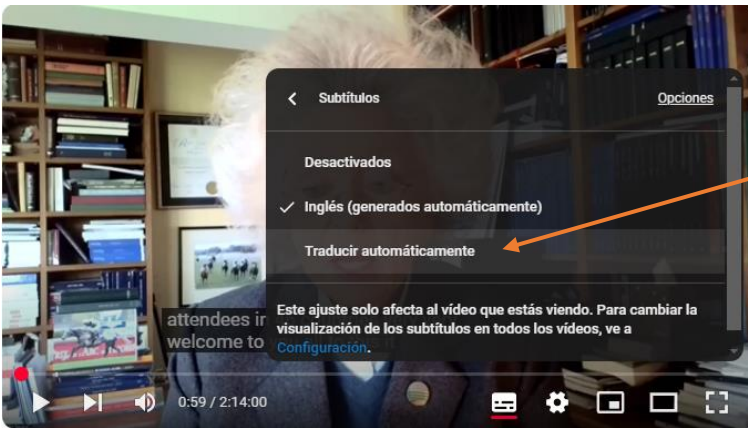 Subtítulos
Opciones
Desactivados
Inglés (generados automáticamente)
Traducir automáticamente
Este ajuste solo afecta al vídeo que estás viendo. Para cambiar la
visualización de los subtítulos en todos los vídeos, ve a
Configuración.
attendees
welcome to
0:59 / 2:14:00